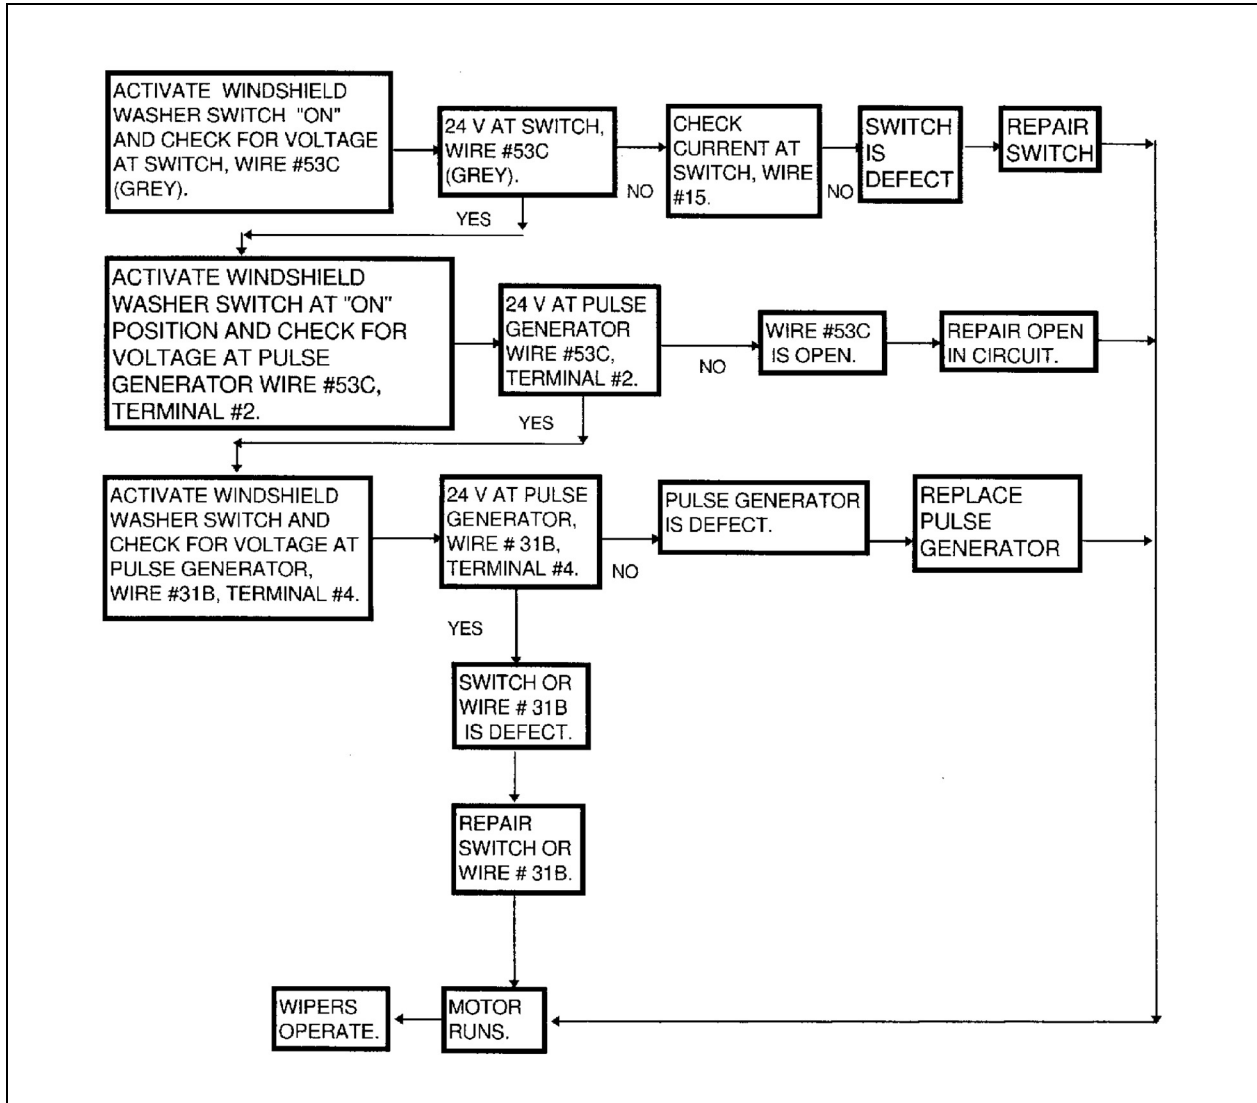 ACTIVATE WINDSHIELD
WASHER SWITCH "ON"
AND CHECK FOR VOLTAGE
AT SWITCH, WIRE #53C
(GREY).
24 V AT SWITCH,
WIRE #53C
(GREY).
NO
CHECK
CURRENT AT
SWITCH, WIRE
#15.
NO
SWITCH
IS
DEFECT
REPAIR
SWITCH
YES
ACTIVATE WINDSHIELD
WASHER SWITCH AT "ON"
POSITION AND CHECK FOR
VOLTAGE AT PULSE
GENERATOR WIRE #53C,
TERMINAL #2.
24 V AT PULSE
GENERATOR
WIRE #53C,
TERMINAL #2.
NO
WIRE #53C
IS OPEN.
REPAIR OPEN
IN CIRCUIT.
YES
ACTIVATE WINDSHIELD
WASHER SWITCH AND
CHECK FOR VOLTAGE AT
PULSE GENERATOR,
WIRE #31B, TERMINAL #4.
24 V AT PULSE
GENERATOR,
WIRE # 31B,
TERMINAL #4.
NO
PULSE GENERATOR
IS DEFECT.
REPLACE
PULSE
GENERATOR
YES
SWITCH OR
WIRE # 31B
IS DEFECT.
REPAIR
SWITCH OR
WIRE # 31B.
WIPERS
OPERATE.
MOTOR
RUNS.